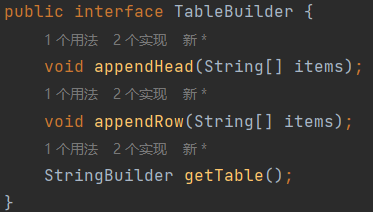 public interface TableBuilder {
1 个用法 2 个实现 新 *
void appendHead(String[] items);
1 个用法 2 个实现 新 *
void appendRow(String[] items);
1 个用法 2 个实现 新 *
StringBuilder getTable();
}